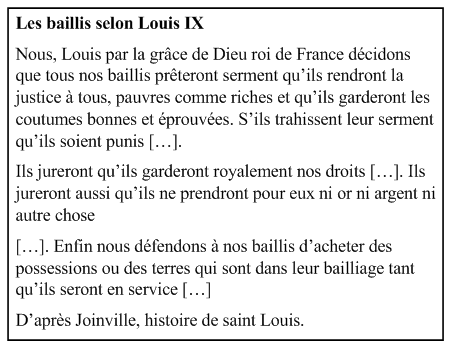 Les baillis selon Louis IX
Nous, Louis par la grâce de Dieu roi de France décidons
que tous nos baillis prêteront serment qu’ils rendront la
justice à tous, pauvres comme riches et qu’ils garderont les
coutumes bonnes et éprouvées. S’ils trahissent leur serment
qu’ils soient punis […].
Ils jureront qu’ils garderont royalement nos droits […]. Ils
jureront aussi qu’ils ne prendront pour eux ni or ni argent ni
autre chose
[…]. Enfin nous défendons à nos baillis d’acheter des
possessions ou des terres qui sont dans leur bailliage tant
qu’ils seront en service […]
D’après Joinville, histoire de saint Louis.